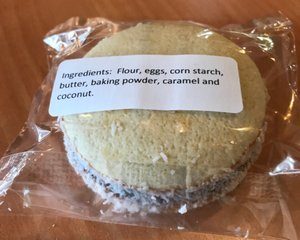 Ingredients: Flour, eggs, corn starch,
butter, baking powder, caramel and
coconut.